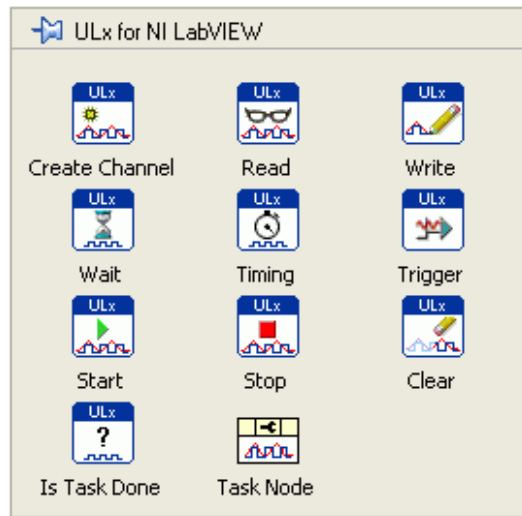 ULx for NI LabVIEW
ULx ULx ULx
Create Channel Read Write
ULx ULx ULx
Wait Timing Trigger
ULx ULx ULx
Start Stop Clear
ULx
?
Is Task Done Task Node